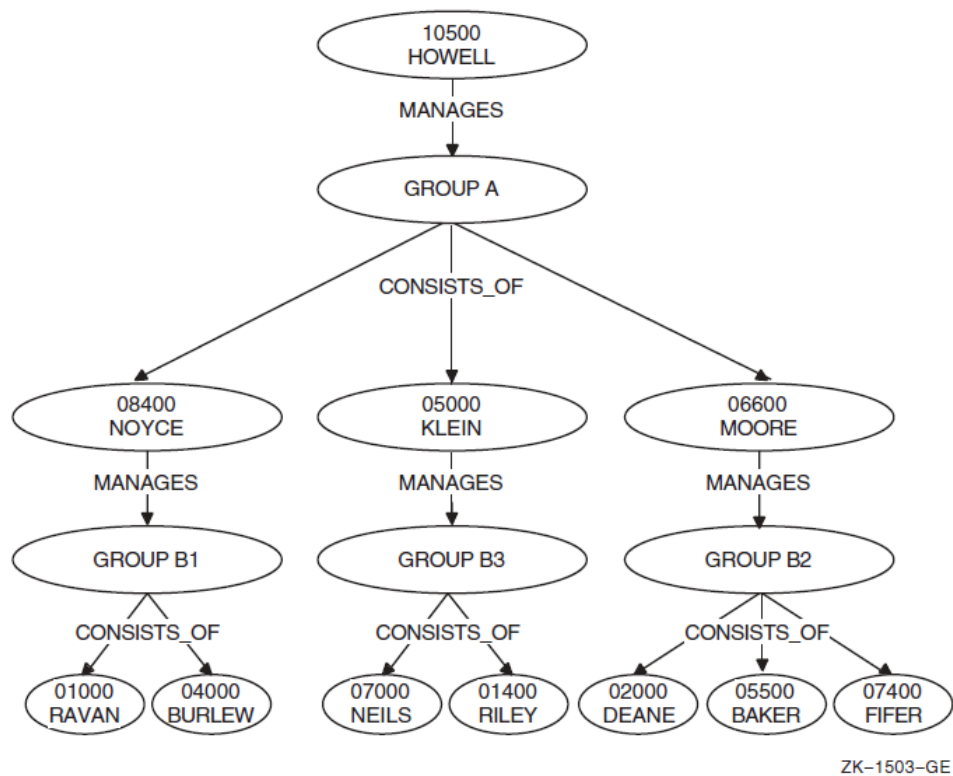 10500
HOWELL
MANAGES
GROUP A
CONSISTS_OF
08400
NOYCE
05000
KLEIN
06600
MOORE
MANAGES
MANAGES
MANAGES
GROUP B1
GROUP B3
GROUP B2
CONSISTS_OF
CONSISTS_OF
CONSISTS_OF
01000
RAVAN
04000
BURLEW
07000
NEILS
01400
RILEY
02000
DEANE
05500
BAKER
07400
FIFER
ZK–1503–GE